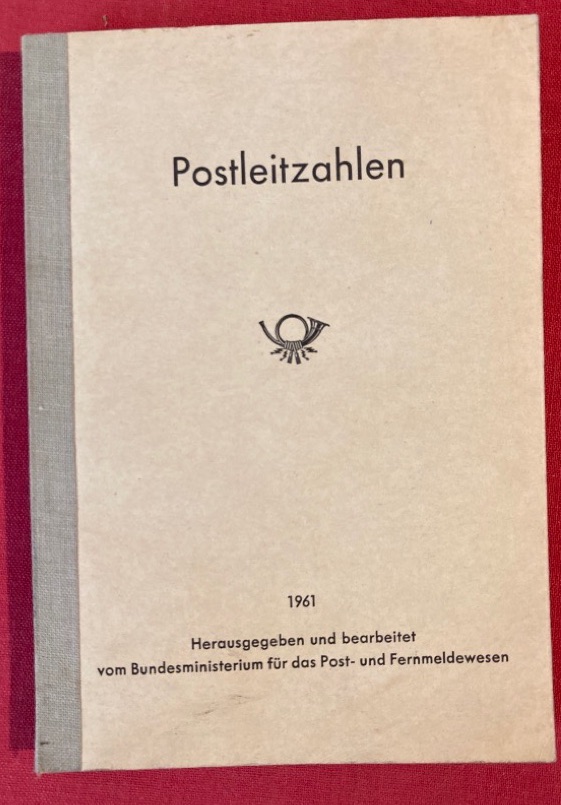 Postleitzahlen
1961
Herausgegeben und bearbeitet
vom Bundesministerium für das Post- und Fernmeldewesen